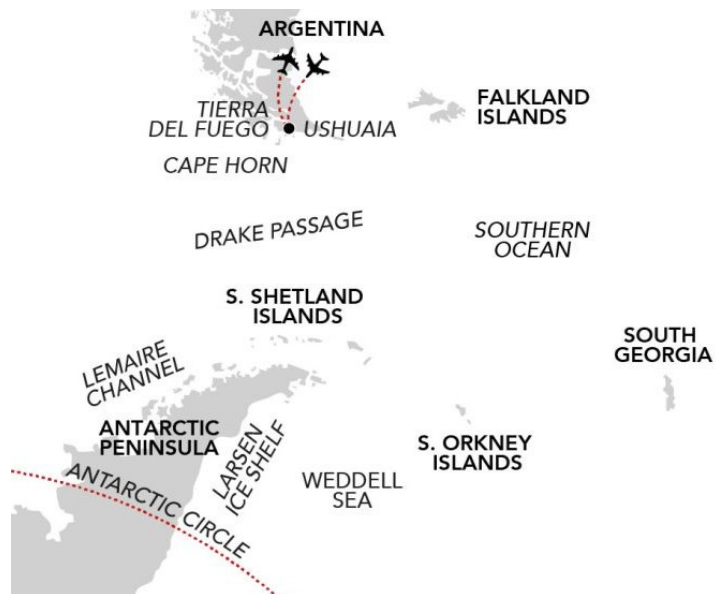 ARGENTINA
TIERRA
DEL FUEGO
USHUAIA
FALKLAND
ISLANDS
CAPE HORN
DRAKE PASSAGE
SOUTHERN
OCEAN
S. SHETLAND
ISLANDS
SOUTH
GEORGIA
LEMAIRE
CHANNEL
ANTARCTIC
PENINSULA
LARSEN
ICE SHELF
S. ORKNEY
ISLANDS
WEDDELL
SEA
ANTARCTIC CIRCLE